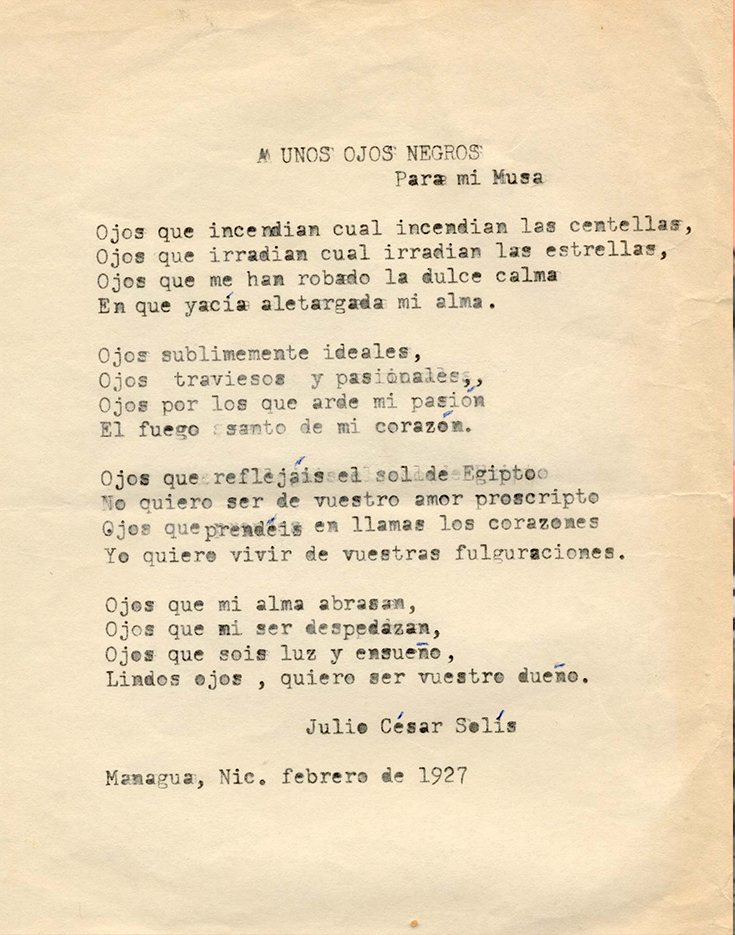 A UNOS OJOS NEGROS
Para mi Musa
Ojos que incendian cual incendian las centellas,
Ojos que irradian cual irradian las estrellas,
Ojos que me han robado la dulce calma
En que yacía aletargada mi alma.
Ojos sublimemente ideales,
Ojos traviesos y pasionales,,
Ojos por los que arde mi pasión
El fuego santo de mi corazón.
Ojos que reflejáis el sol de Egipto
No quiero ser de vuestro amor proscripto
Ojos que prendéis en llamas los corazones
Yo quiero vivir de vuestras fulguraciones.
Ojos que mi alma abrasan,
Ojos que mi ser despedazan,
Ojos que sois luz y ensueño,
Lindos ojos , quiero ser vuestro dueño.
Julio César Solís
Managua, Nic. febrero de 1927